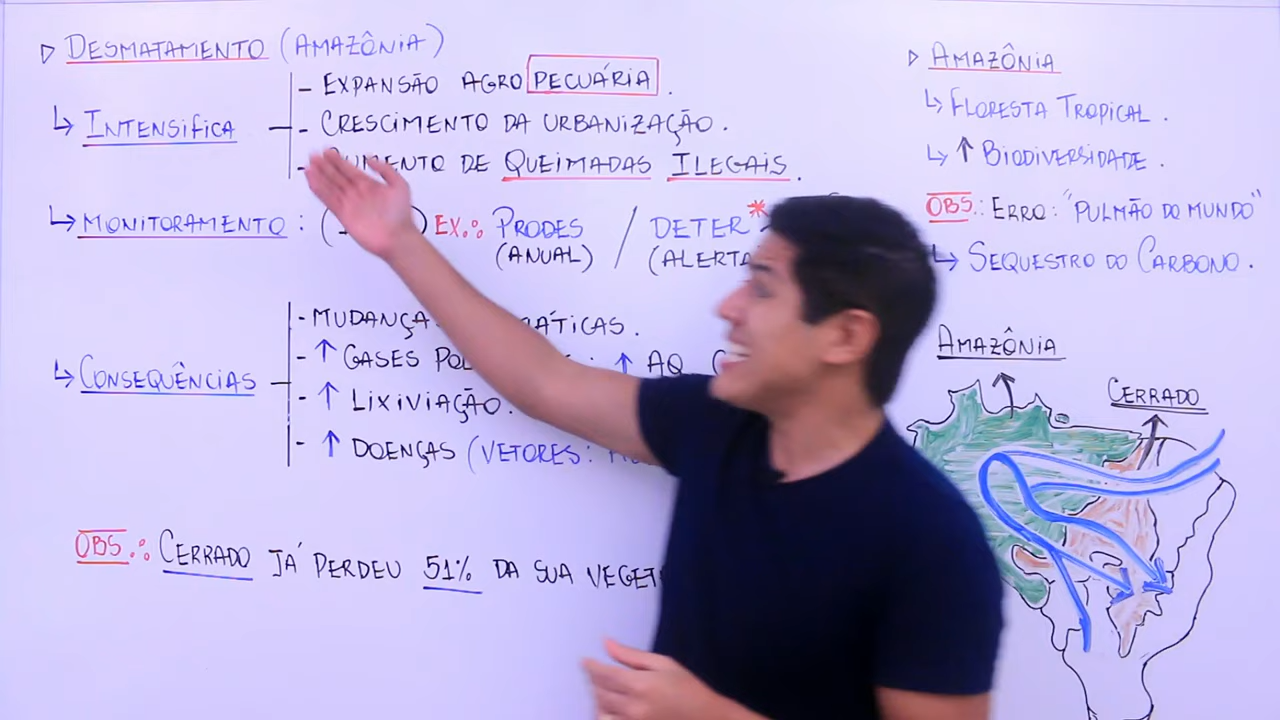 ▷ DESMATAMENTO (AMAZÔNIA)
↳ INTENSIFICA
- EXPANSÃO AGROPECUÁRIA.
- CRESCIMENTO DA URBANIZAÇÃO.
- DE QUEIMADAS ILEGAIS.
↳ MONITORAMENTO : EX.: PRODES / DETER*
(ANUAL) (ALERTA
↳ CONSEQUÊNCIAS
-
- ↑ GASES : ↑ AQ
- ↑ LIXIVIAÇÃO.
- ↑ DOENÇAS (VETORES:
OBS.: CERRADO JÁ PERDEU 51% DA SUA
▷ AMAZÔNIA
↳ FLORESTA TROPICAL.
↳ ↑ BIODIVERSIDADE.
OBS.: ERRO: "PULMÃO DO MUNDO"
↳ SEQUESTRO DO CARBONO.
AMAZÔNIA
CERRADO